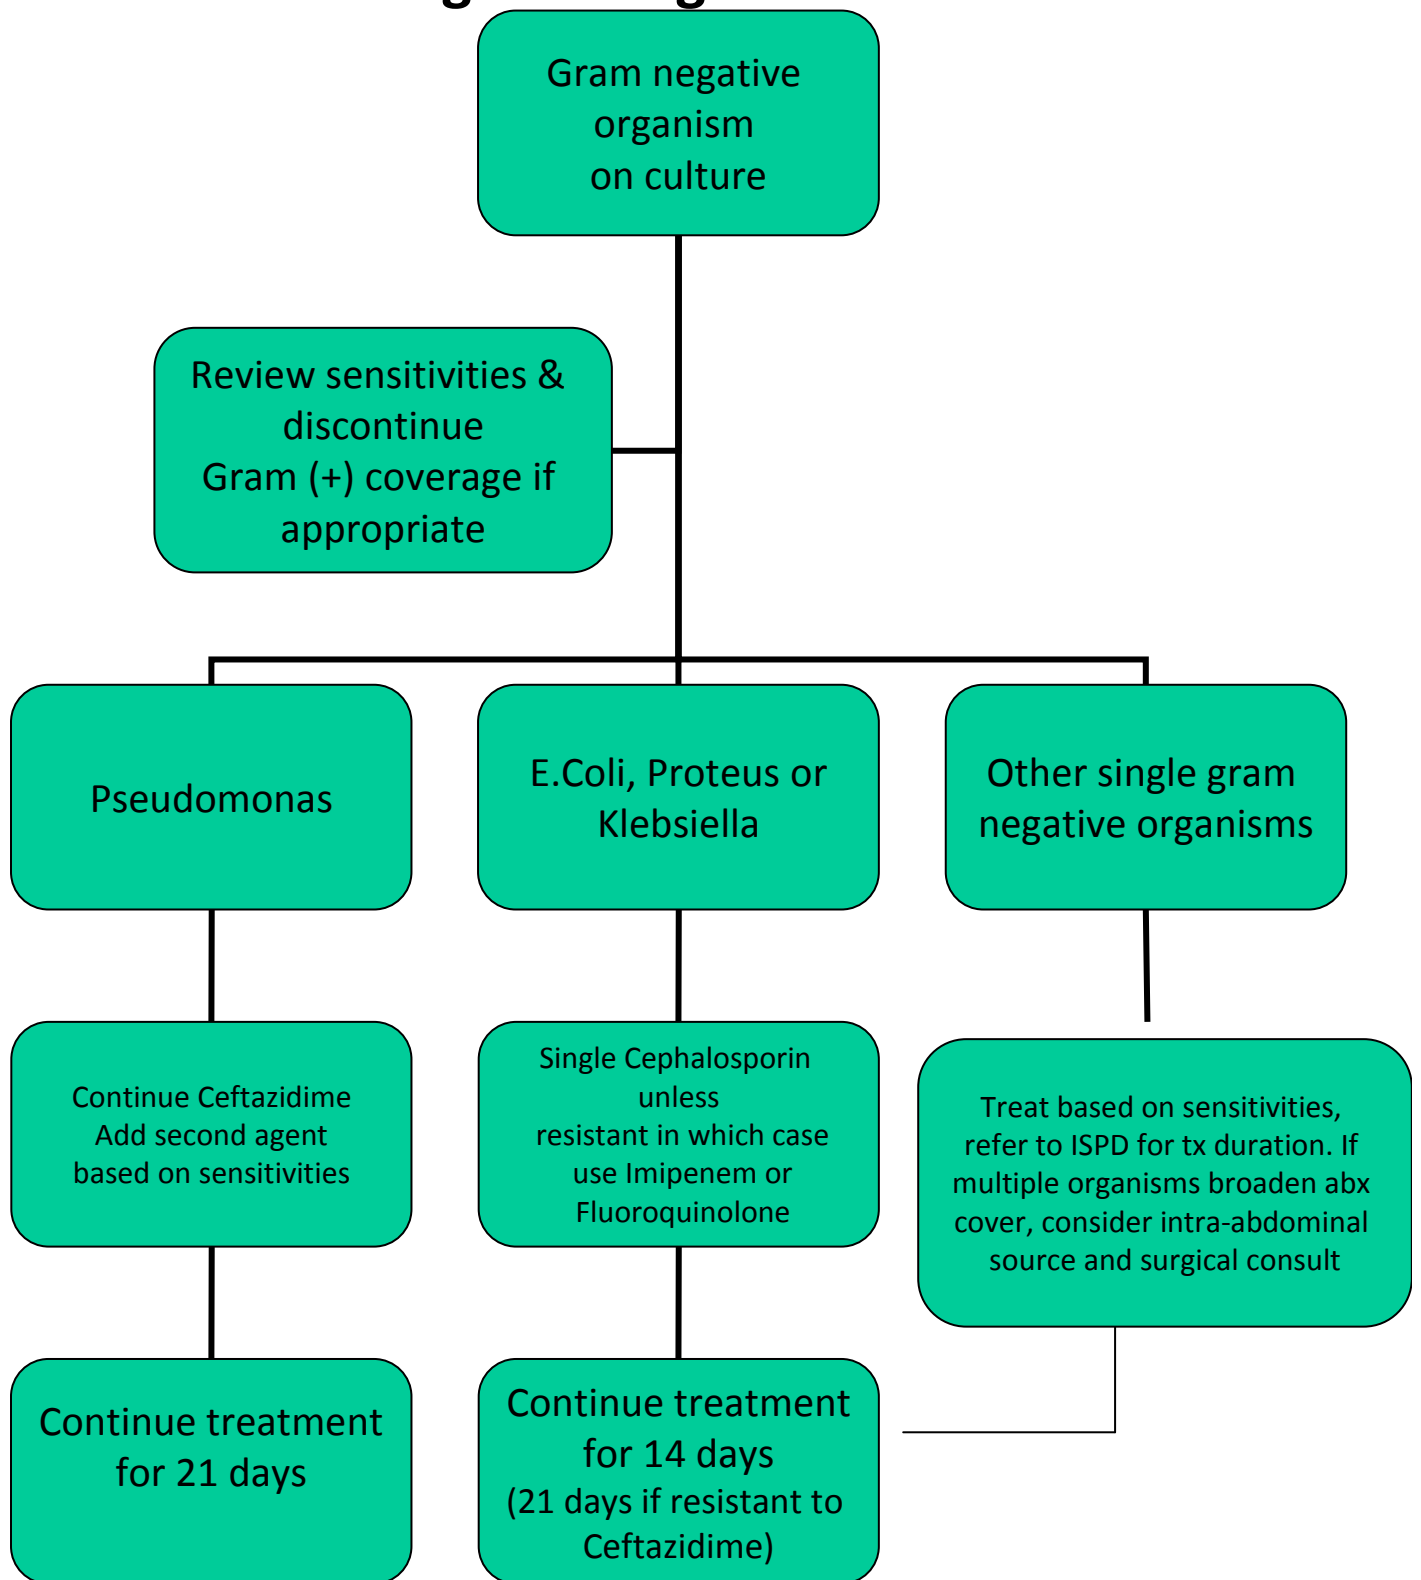 Gram negative
organism
on culture
Review sensitivities &
discontinue
Gram (+) coverage if
appropriate
Pseudomonas
E.Coli, Proteus or
Klebsiella
Other single gram
negative organisms
Continue Ceftazidime
Add second agent
based on sensitivities
Single Cephalosporin
unless
resistant in which case
use Imipenem or
Fluoroquinolone
Treat based on sensitivities,
refer to ISPD for tx duration. If
multiple organisms broaden abx
cover, consider intra-abdominal
source and surgical consult
Continue treatment
for 21 days
Continue treatment
for 14 days
(21 days if resistant to
Ceftazidime)